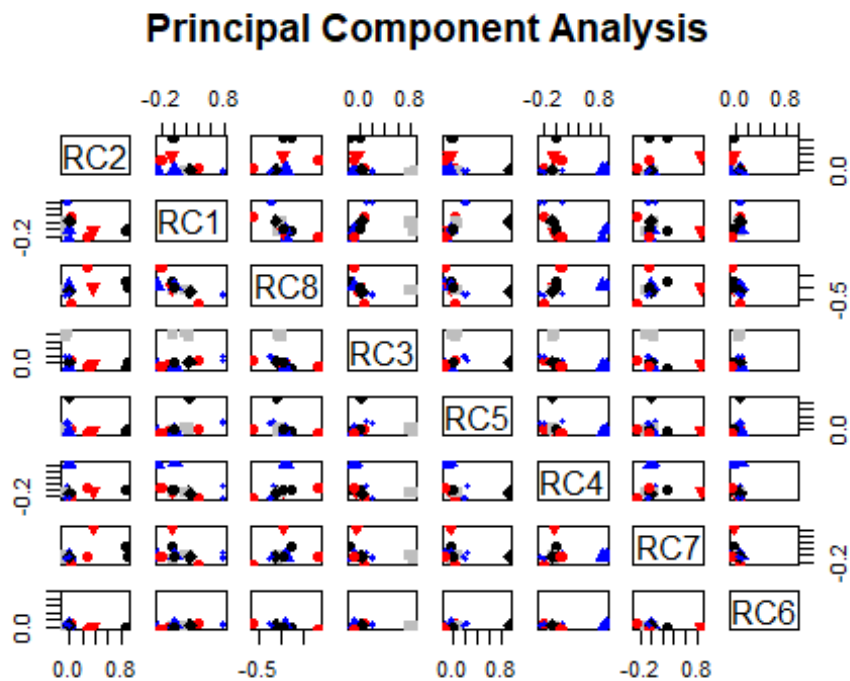 Principal Component Analysis
-0.2 0.8 0.0 0.8 -0.2 0.8 0.0 0.8
RC2 0.0
-0.2 RC1
RC8 -0.5
0.0 RC3
RC5 0.0
-0.2 RC4
RC7 -0.2
0.0 RC6
0.0 0.8 -0.5 0.0 0.8 -0.2 0.8